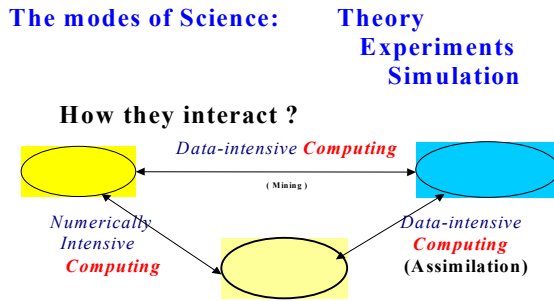 The modes of Science: Theory
Experiments
Simulation
How they interact ?
Data-intensive Computing
( Mining )
Numerically
Intensive
Computing
Data-intensive
Computing
(Assimilation)